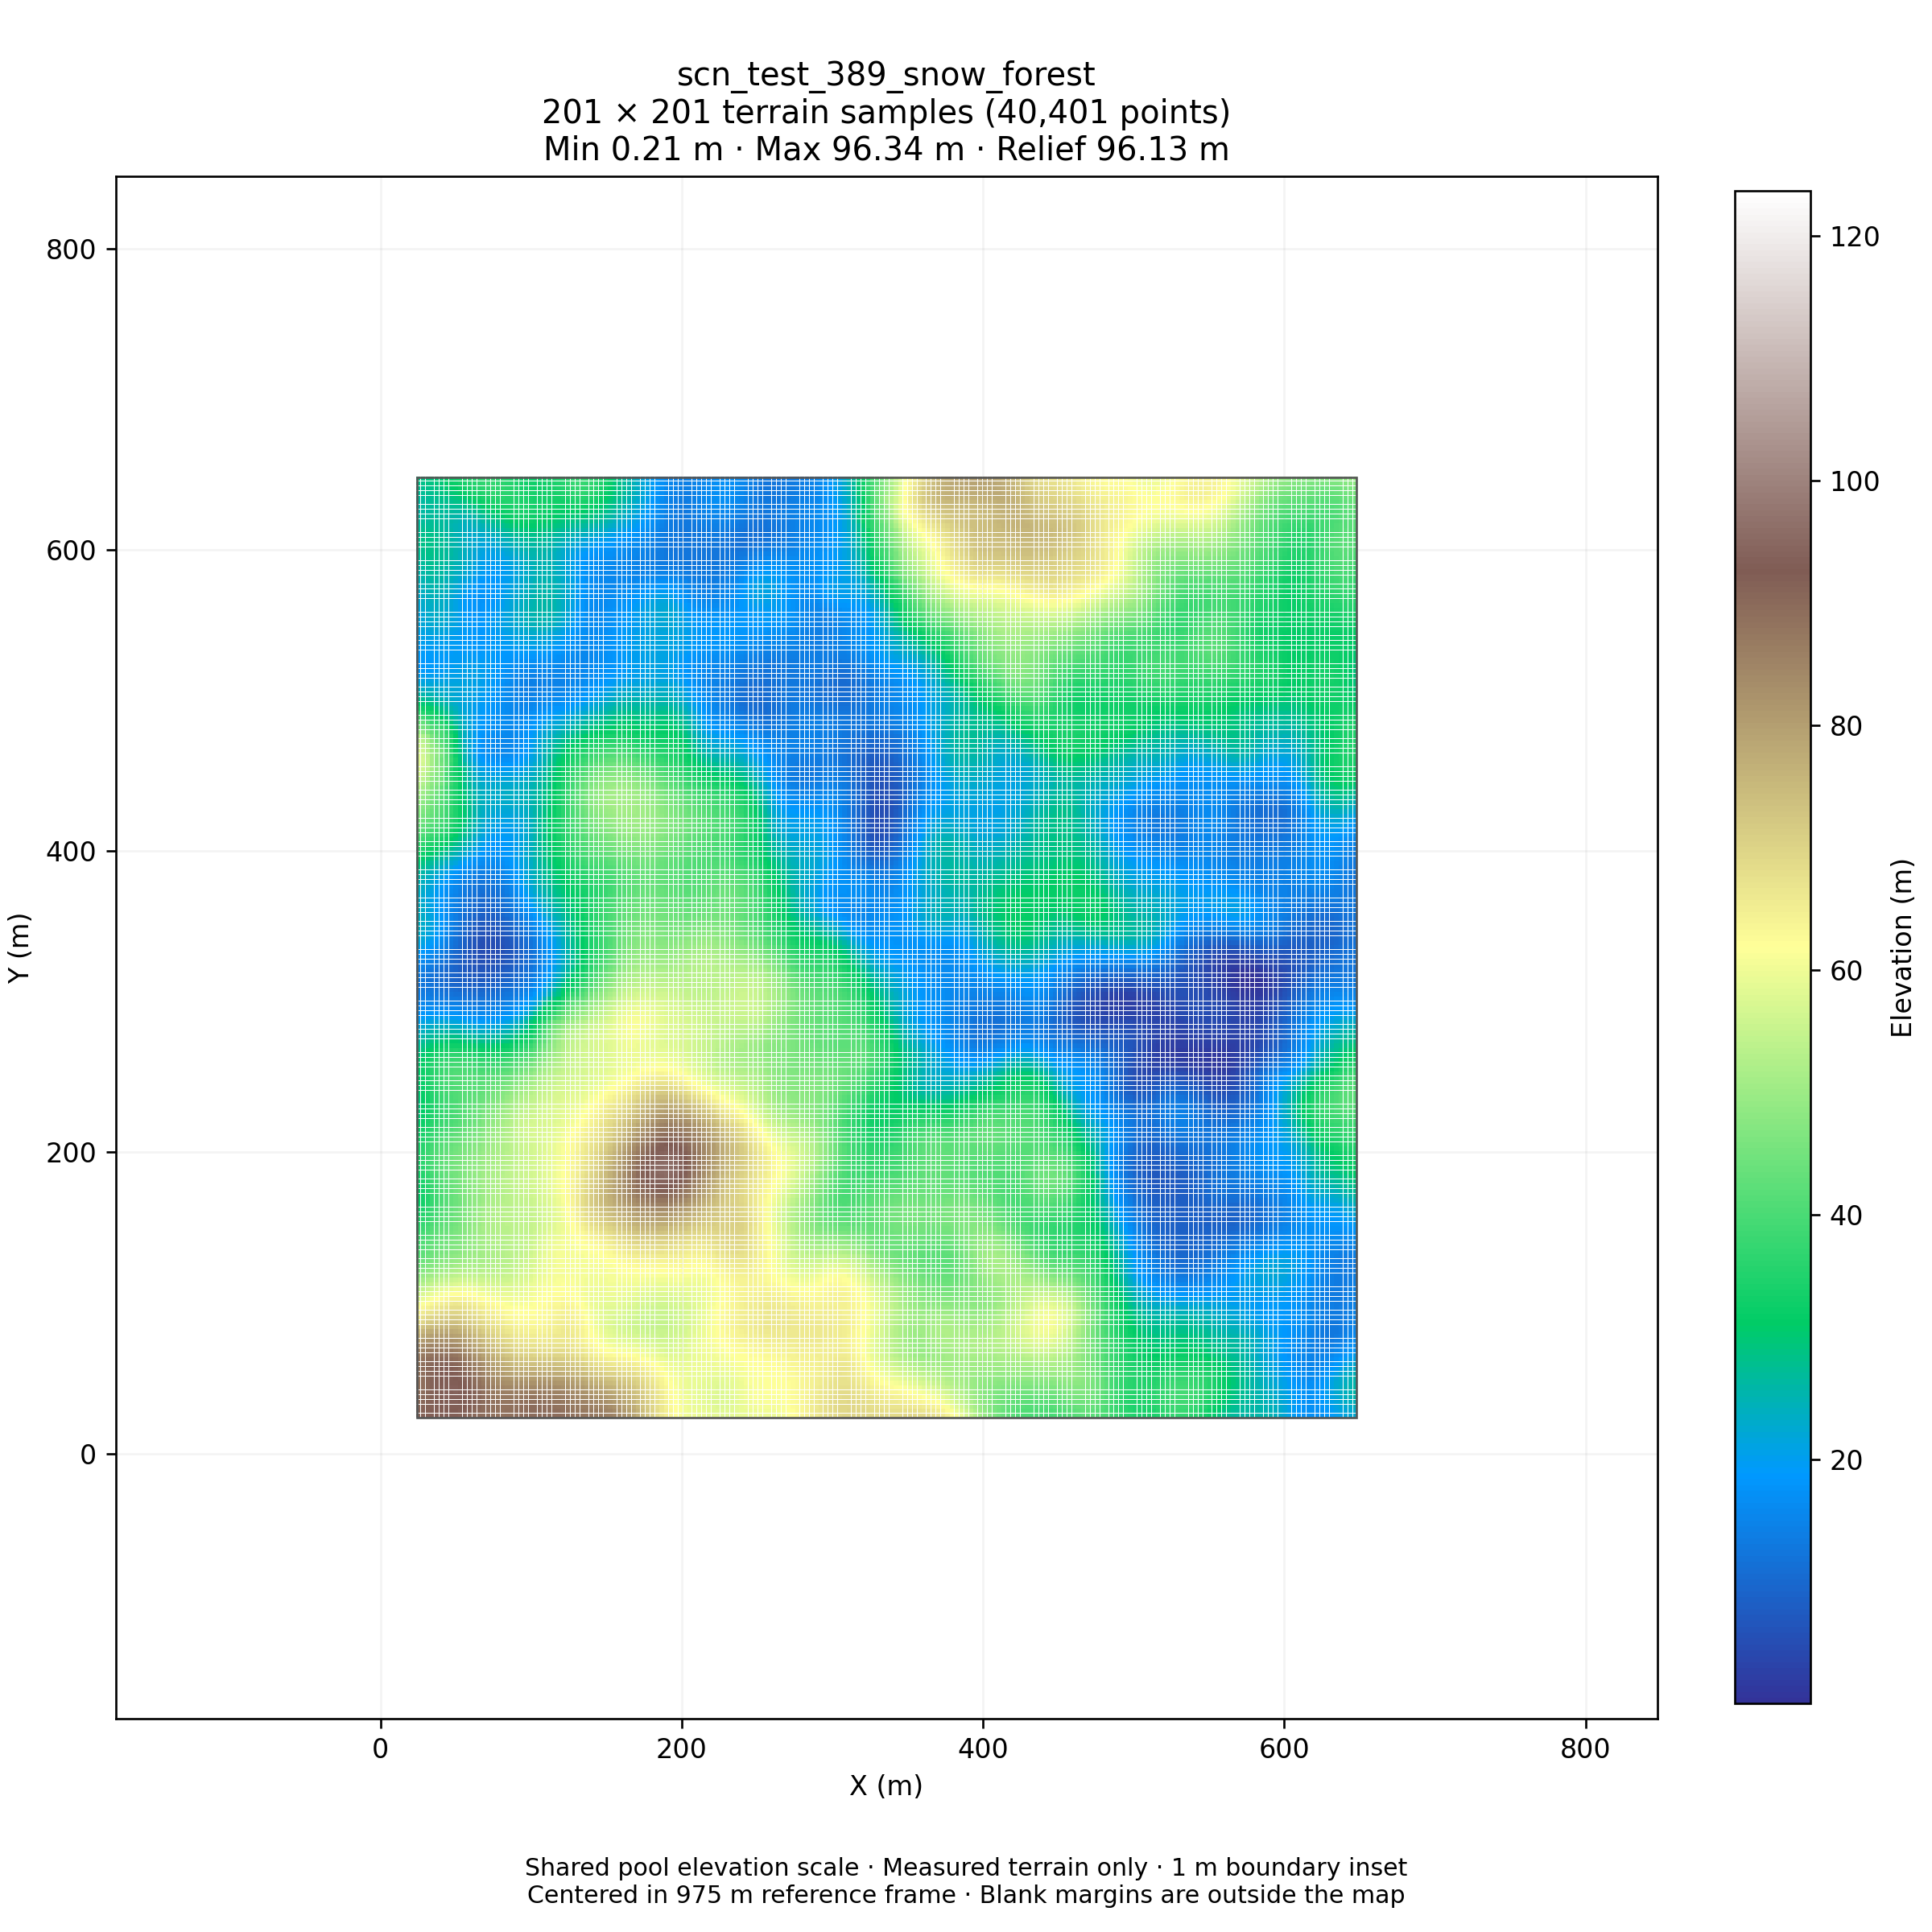 scn_test_389_snow_forest
201 × 201 terrain samples (40,401 points)
Min 0.21 m · Max 96.34 m · Relief 96.13 m
800
600
400
200
0
Y (m)
0
200
400
600
800
X (m)
120
100
80
60
40
20
Elevation (m)
Shared pool elevation scale · Measured terrain only · 1 m boundary inset
Centered in 975 m reference frame · Blank margins are outside the map